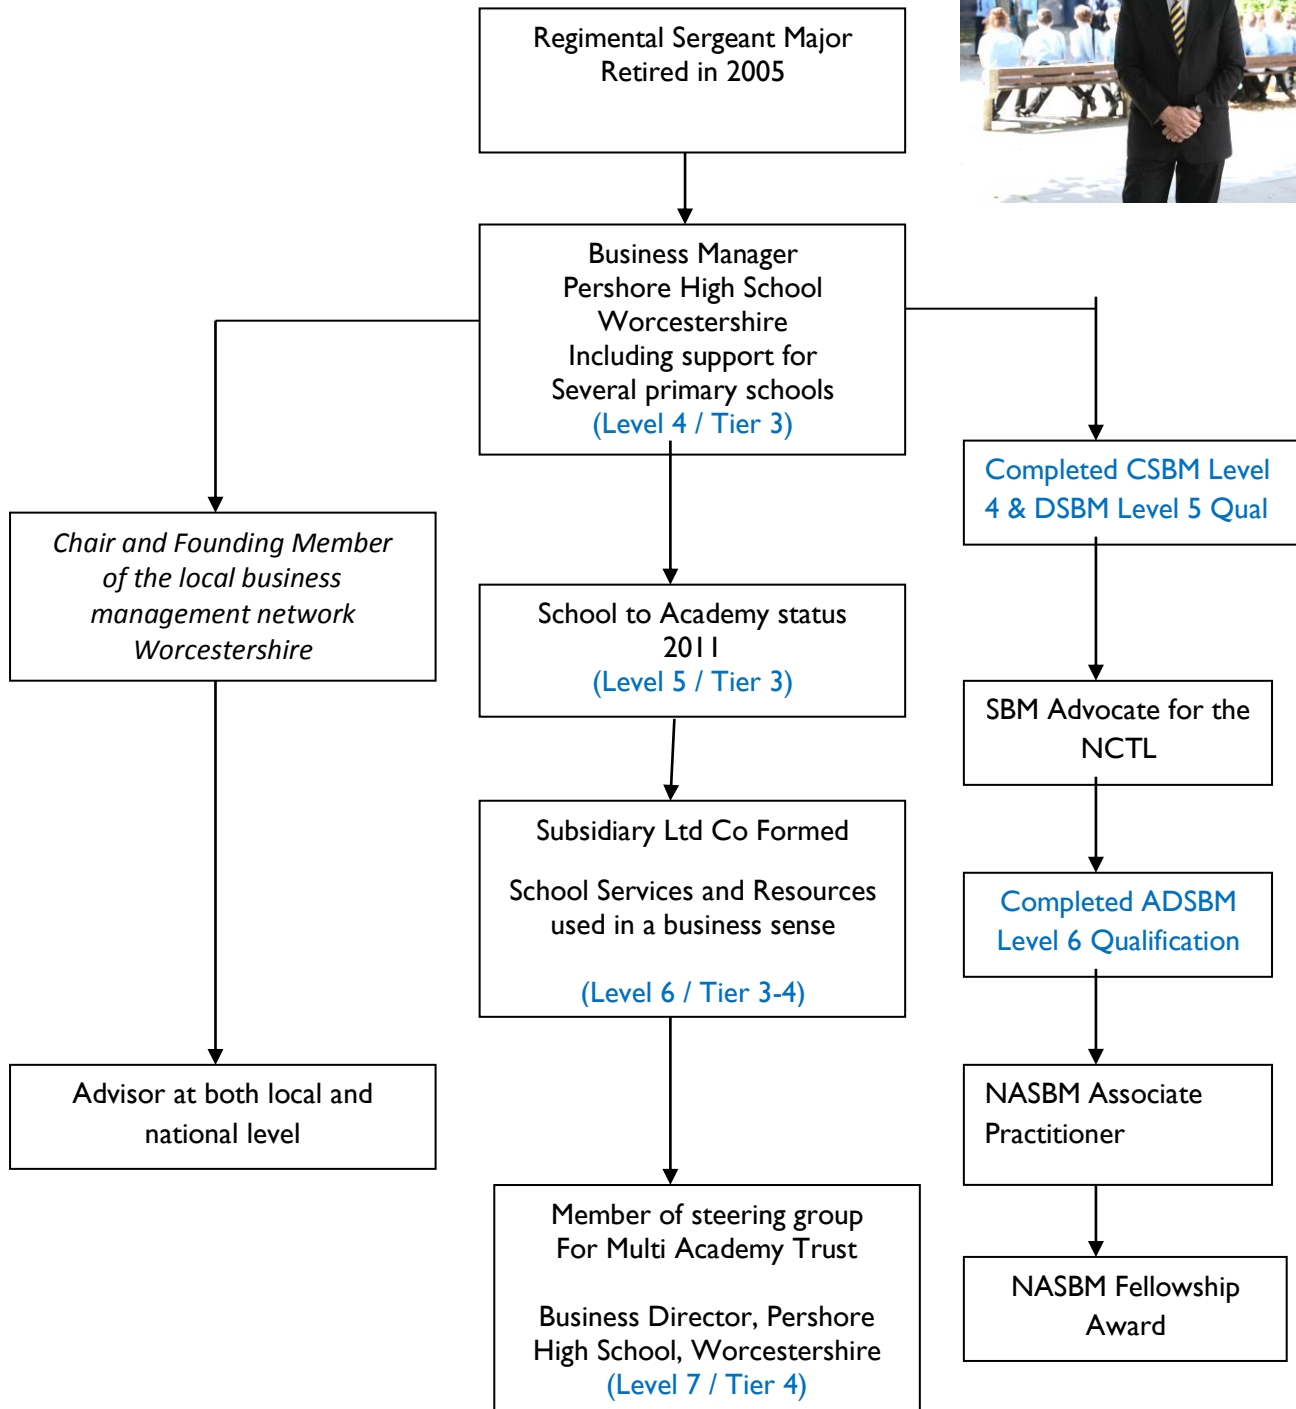 Regimental Sergeant Major
Retired in 2005
Business Manager
Pershore High School
Worcestershire
Including support for
Several primary schools
(Level 4 / Tier 3)
Completed CSBM Level
4 & DSBM Level 5 Qual
Chair and Founding Member
of the local business
management network
Worcestershire
School to Academy status
2011
(Level 5 / Tier 3)
SBM Advocate for the
NCTL
Subsidiary Ltd Co Formed
School Services and Resources
used in a business sense
(Level 6 / Tier 3-4)
Completed ADSBM
Level 6 Qualification
Advisor at both local and
national level
NASBM Associate
Practitioner
Member of steering group
For Multi Academy Trust
Business Director, Pershore
High School, Worcestershire
(Level 7 / Tier 4)
NASBM Fellowship
Award